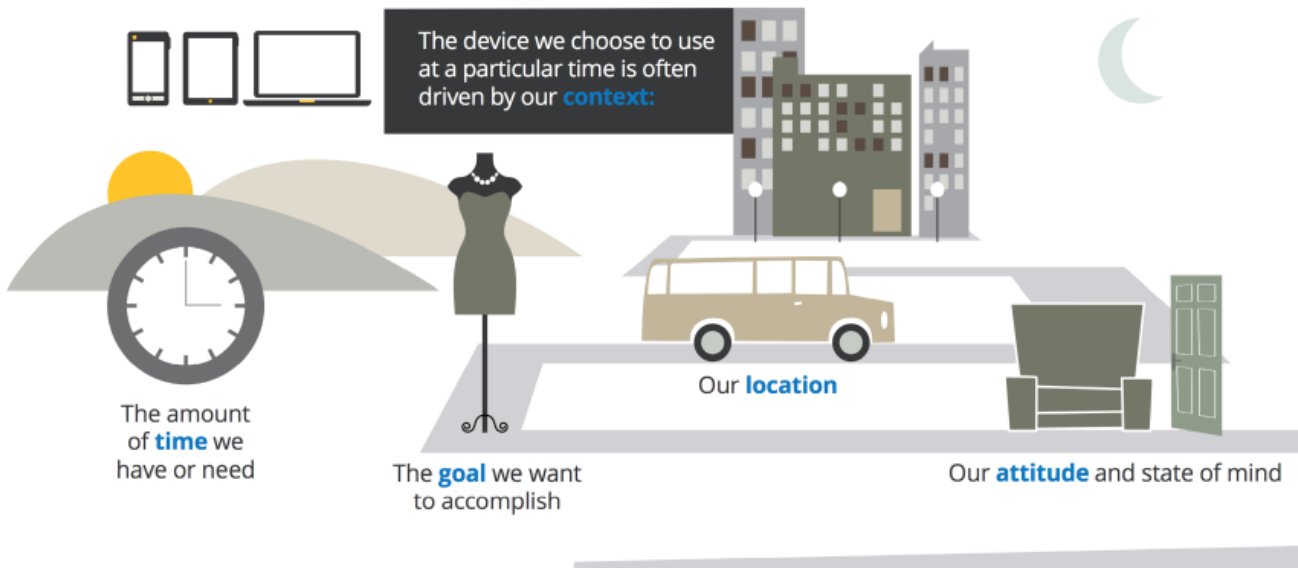 The device we choose to use
at a particular time is often
driven by our context:
The amount
of time we
have or need
The goal we want
to accomplish
Our location
Our attitude and state of mind